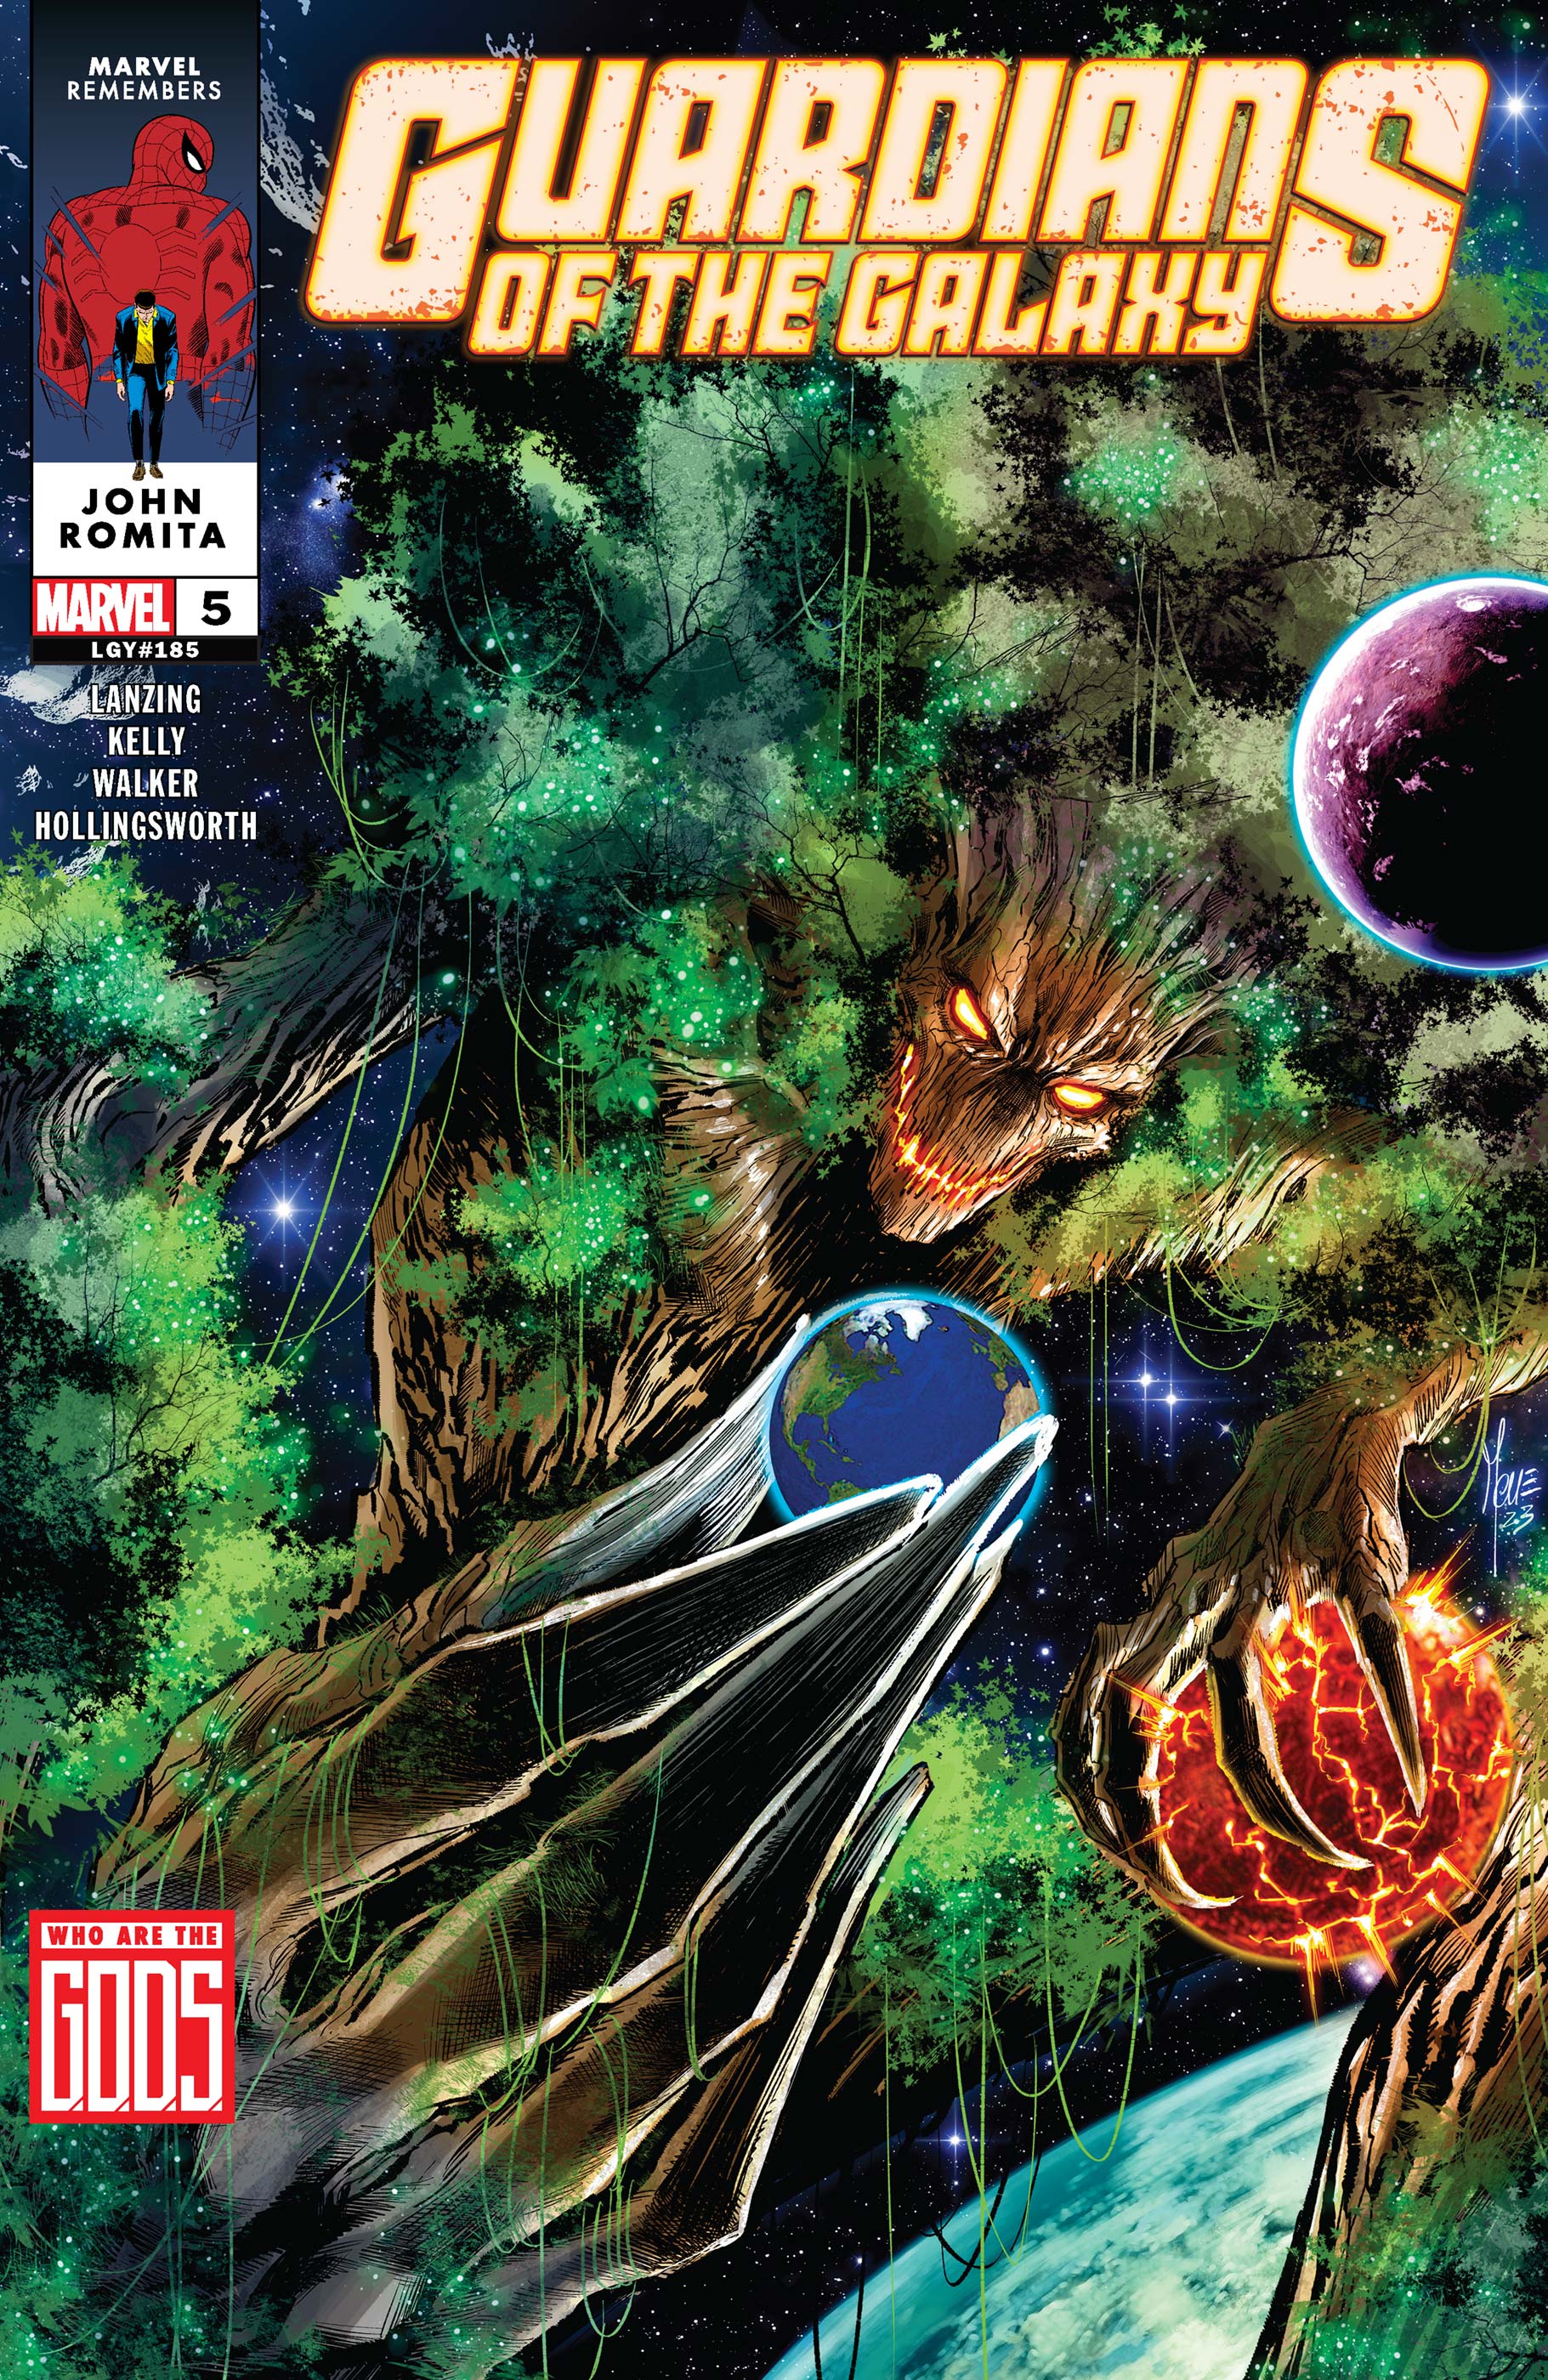 MARVEL
REMEMBERS
JOHN
ROMITA
MARVEL 5
LGY#185
LANZING
KELLY
WALKER
HOLLINGSWORTH
GUARDIANS
OF THE GALAXY
WHO ARE THE
G.O.D.S.